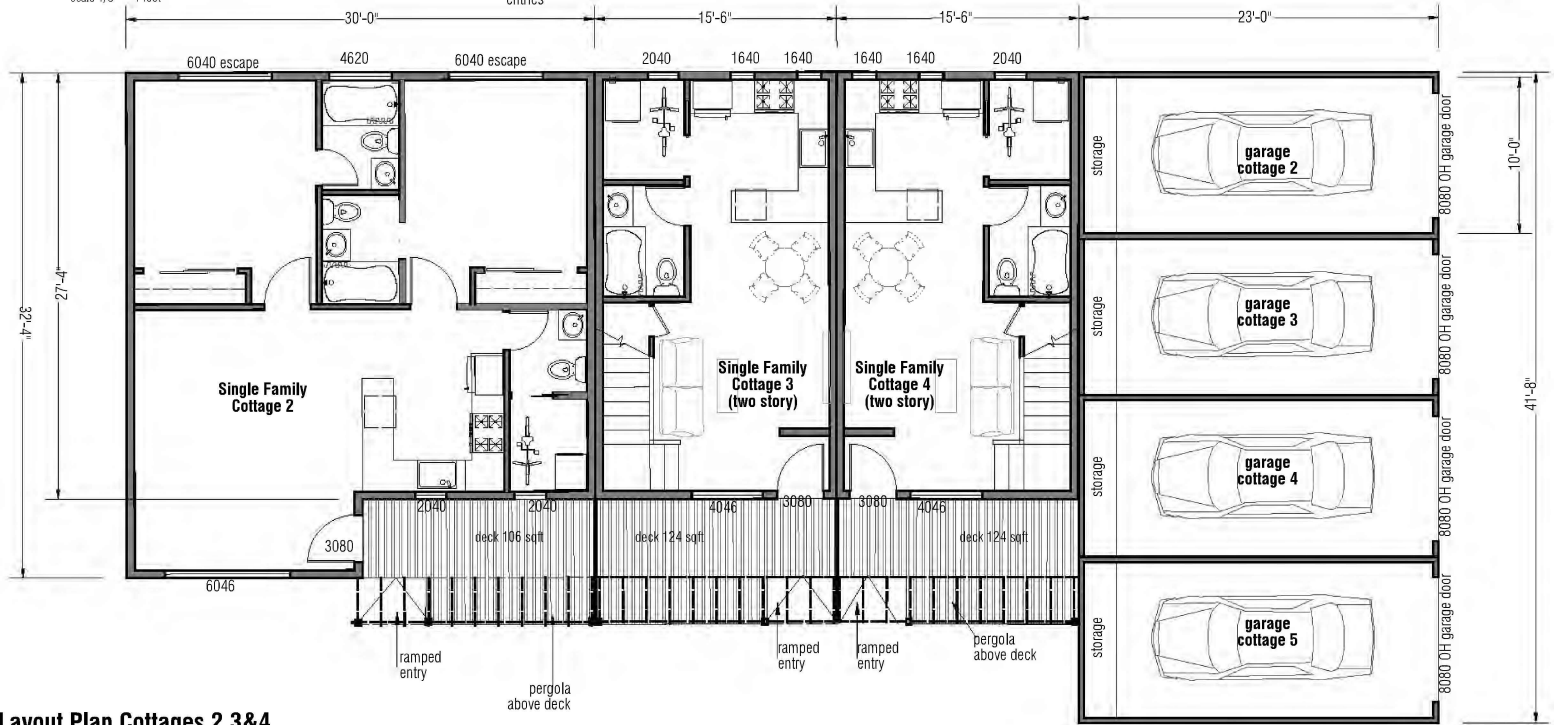 entries
30'-0"
15'-6"
15'-6"
23'-0"
6040 escape
4620
6040 escape
2040
1640
1640
1640
1640
2040
32'-4"
27'-4"
storage
garage
cottage 2
8080 OH garage door
10'-0"
storage
garage
cottage 3
8080 OH garage door
41'-8"
Single Family
Cottage 2
Single Family
Cottage 3
(two story)
Single Family
Cottage 4
(two story)
storage
garage
cottage 4
8080 OH garage door
2040
2040
4046
3080
3080
4046
3080
deck 106 sqft
deck 124 sqft
deck 124 sqft
6046
storage
garage
cottage 5
8080 OH garage door
ramped
entry
pergola
above deck
ramped
entry
ramped
entry
pergola
above deck
Layout Plan Cottages 2,3&4